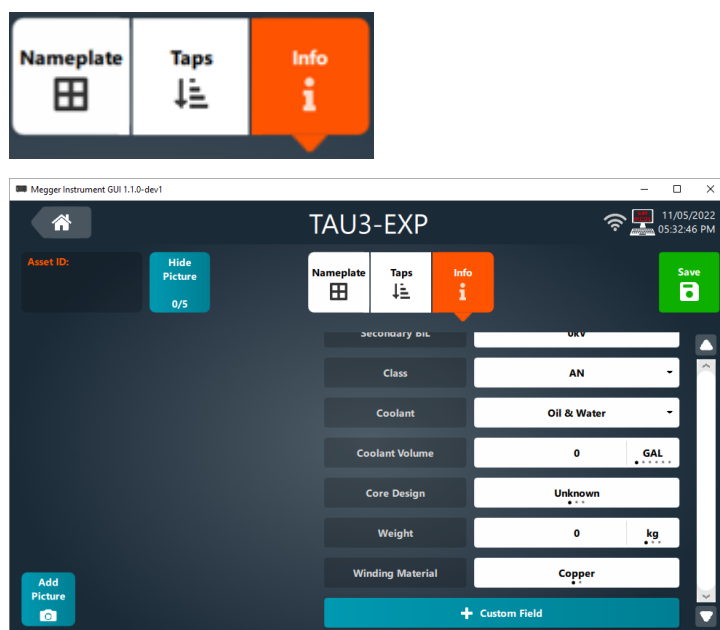 Nameplate Taps Info
Megger Instrument GUI 1.1.0-dev1
TAU3-EXP
11/05/2022
05:32:46 PM
Asset ID:
Hide
Picture
0/5
Nameplate Taps Info
Save
Secondary BIL 0kV
Class AN
Coolant Oil & Water
Coolant Volume 0 GAL
Core Design Unknown
Weight 0 kg
Winding Material Copper
Add
Picture
+ Custom Field